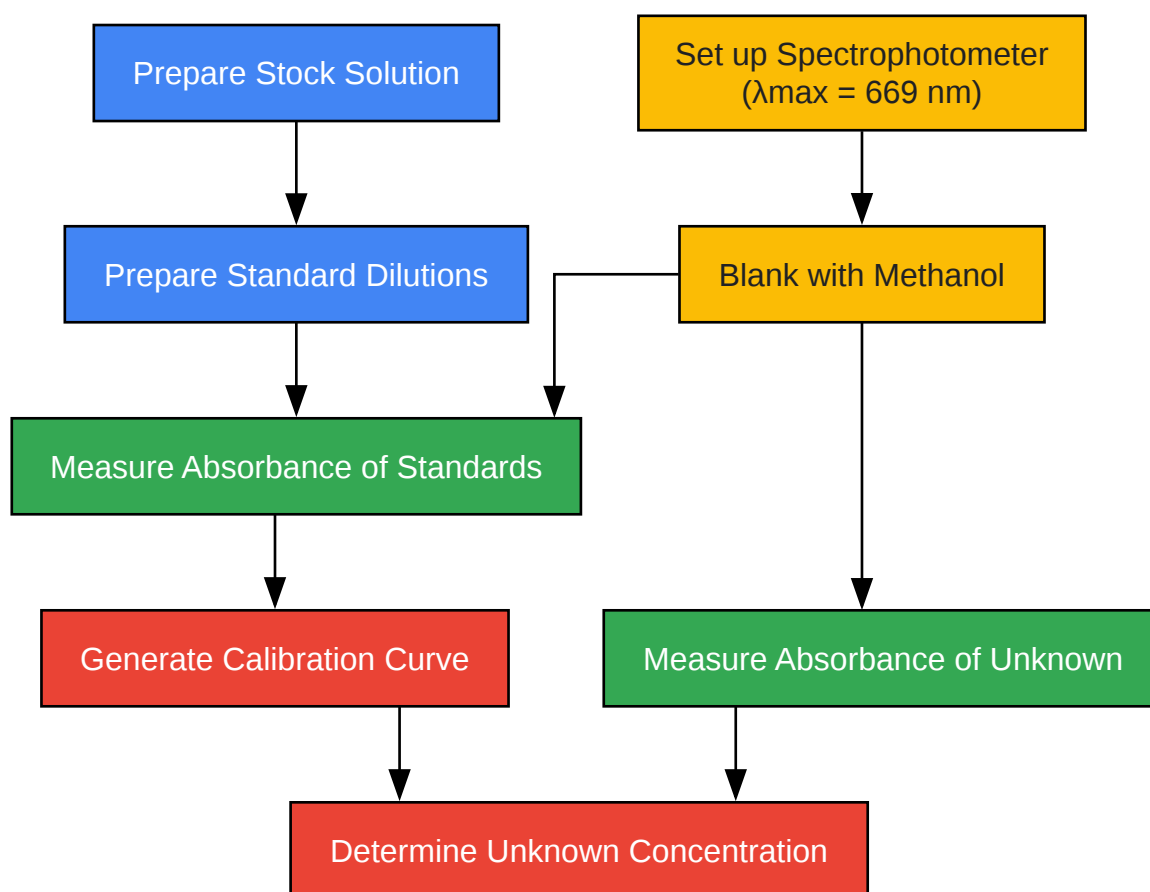 Prepare Stock Solution
Set up Spectrophotometer
(λmax = 669 nm)
Prepare Standard Dilutions
Blank with Methanol
Measure Absorbance of Standards
Generate Calibration Curve
Measure Absorbance of Unknown
Determine Unknown Concentration